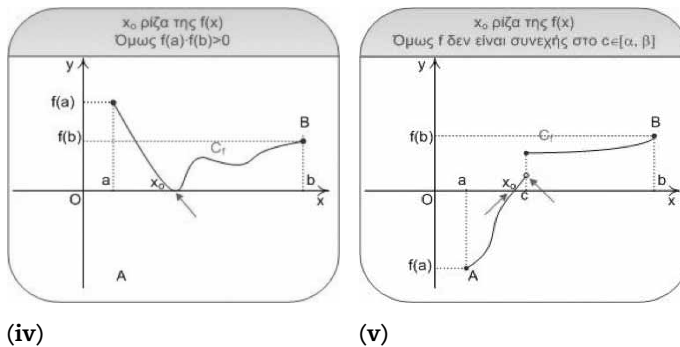 x₀ ρίζα της f(x)
Όμως f(a)·f(b)>0
y
f(a)
f(b)
B
C_f
a
x₀
b
O
x
A
(iv)
x₀ ρίζα της f(x)
Όμως f δεν είναι συνεχής στο c∈[α, β]
y
B
f(b)
C_f
a
x₀
b
O
c
x
f(a)
A
(v)